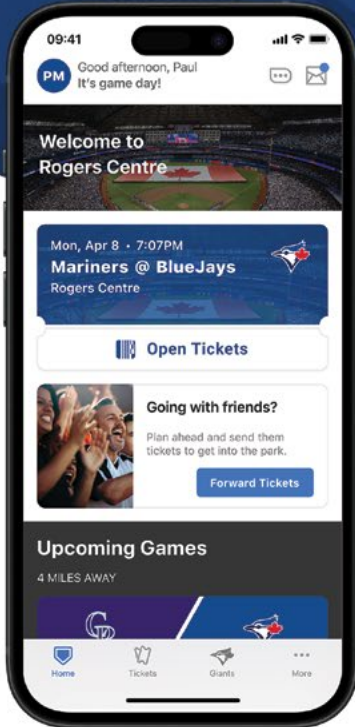 09:41
PM
Good afternoon, Paul
It's game day!
Welcome to
Rogers Centre
Mon, Apr 8 • 7:07PM
Mariners @ BlueJays
Rogers Centre
Open Tickets
Going with friends?
Plan ahead and send them
tickets to get into the park.
Forward Tickets
Upcoming Games
4 MILES AWAY
CR
Home
Tickets
Giants
More